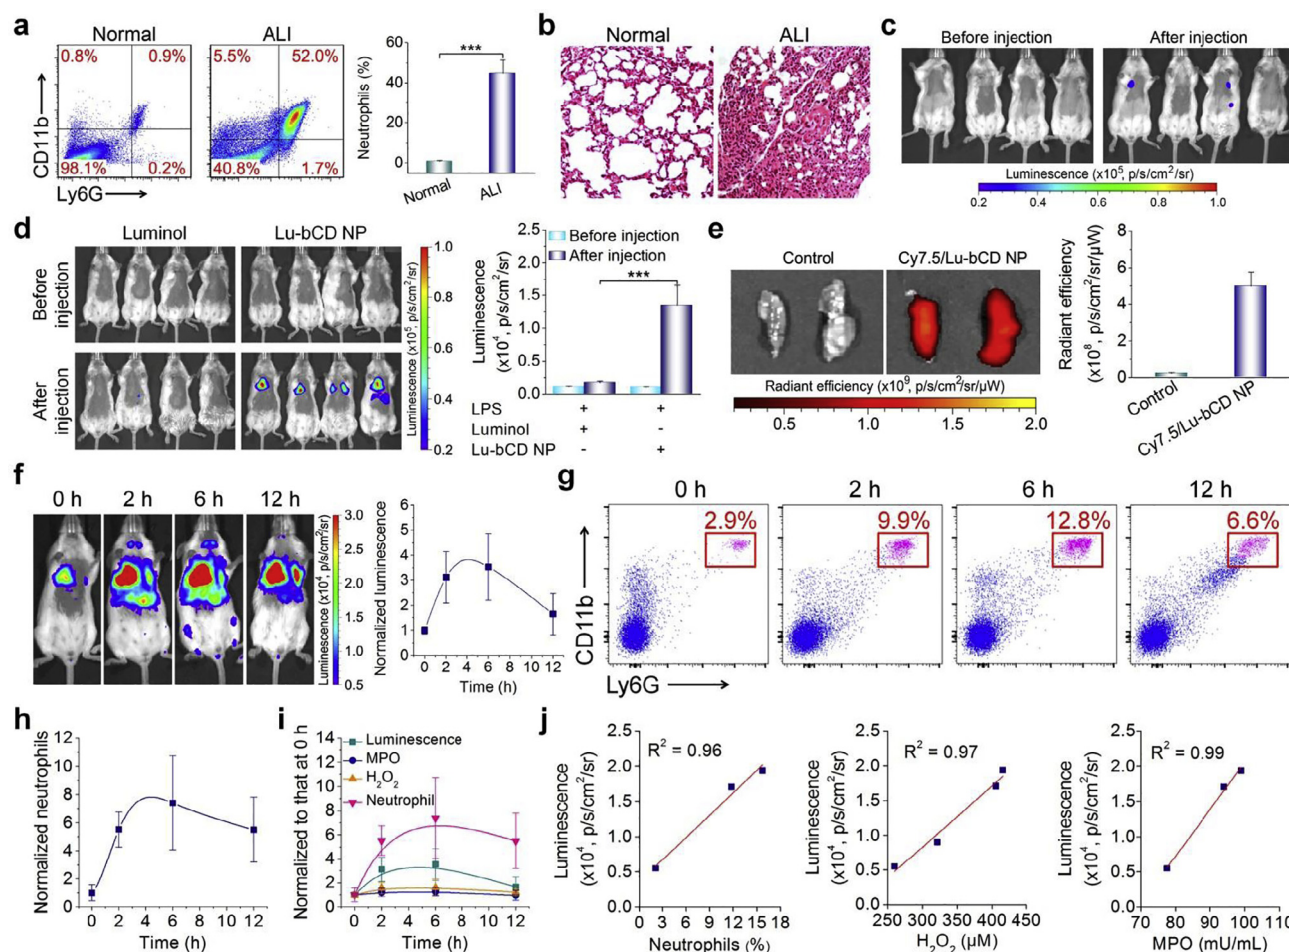 a
Normal
ALI
0.8%
0.9%
5.5%
52.0%
98.1%
0.2%
40.8%
1.7%
CD11b
Ly6G
Neutrophils (%)
60
40
20
0
***
Normal
ALI
b
Normal
ALI
c
Before injection
After injection
Luminescence (x10⁵, p/s/cm²/sr)
0.2
0.4
0.6
0.8
1.0
d
Luminol
Lu-bCD NP
Before
injection
After
injection
1.0
0.8
0.6
0.4
0.2
Luminescence (x10⁵, p/s/cm²/sr)
Luminescence
(x10⁴, p/s/cm²/sr)
2.5
2.0
1.5
1.0
0.5
0.0
Before injection
After injection
***
LPS + +
Luminol + -
Lu-bCD NP - +
e
Control
Cy7.5/Lu-bCD NP
Radiant efficiency (x10⁹, p/s/cm²/sr/μW)
0.5
1.0
1.5
2.0
Radiant efficiency
(x10⁸, p/s/cm²/sr/μW)
8
6
4
2
0
Control
Cy7.5/Lu-bCD NP
f
0 h
2 h
6 h
12 h
3.0
2.5
2.0
1.5
1.0
0.5
Luminescence (x10⁴, p/s/cm²/sr)
Normalized luminescence
6
5
4
3
2
1
0
0 2 4 6 8 10 12
Time (h)
g
0 h
2 h
6 h
12 h
2.9%
9.9%
12.8%
6.6%
CD11b
Ly6G
h
Normalized neutrophils
12
10
8
6
4
2
0
0 2 4 6 8 10 12
Time (h)
i
Normalized to that at 0 h
14
12
10
8
6
4
2
0
Luminescence
MPO
H₂O₂
Neutrophil
0 2 4 6 8 10 12
Time (h)
j
Luminescence
(x10⁴, p/s/cm²/sr)
2.5
2.0
1.5
1.0
0.5
0.0
R² = 0.96
0 3 6 9 12 15 18
Neutrophils (%)
Luminescence
(x10⁴, p/s/cm²/sr)
2.5
2.0
1.5
1.0
0.5
0.0
R² = 0.97
250 300 350 400 450
H₂O₂ (μM)
Luminescence
(x10⁴, p/s/cm²/sr)
2.5
2.0
1.5
1.0
0.5
0.0
R² = 0.99
70 80 90 100 110
MPO (mU/mL)